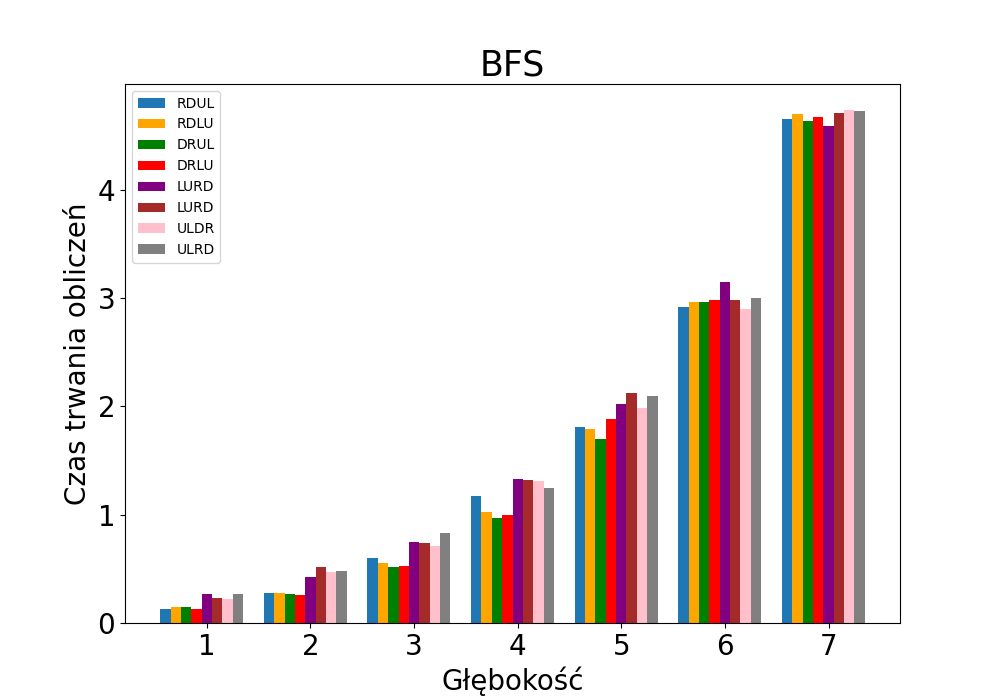 BFS
RDUL
RDLU
DRUL
DRLU
LURD
LURD
ULDR
ULRD
Czas trwania obliczeń
4
3
2
1
0
1 2 3 4 5 6 7
Głębokość